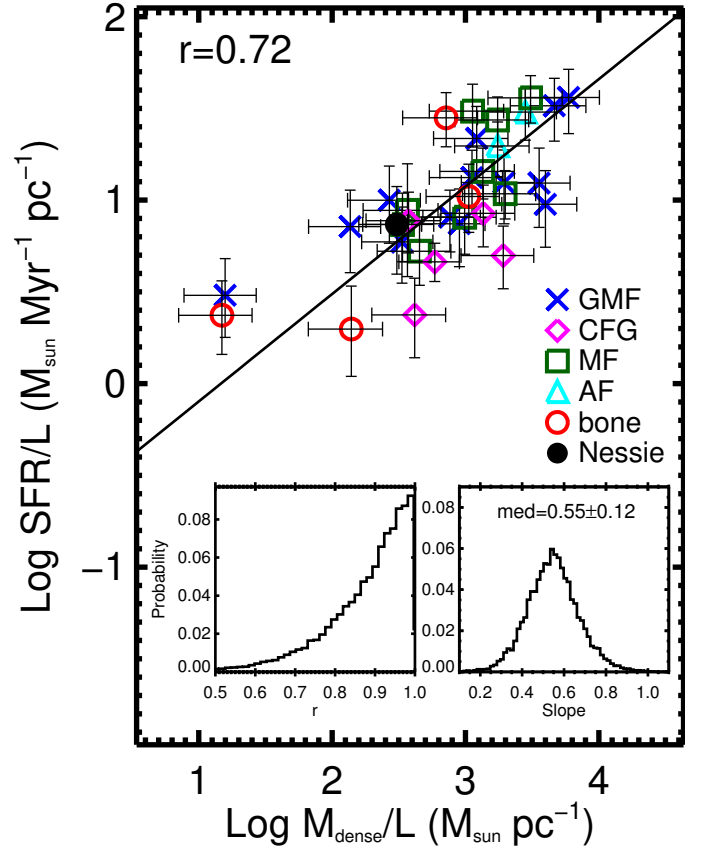 r=0.72
2
1
0
−1
Log SFR/L (M_sun Myr^−1 pc^−1)
GMF
CFG
MF
AF
bone
Nessie
0.08
0.06
0.04
0.02
0.00
Probability
0.5 0.6 0.7 0.8 0.9 1.0
r
med=0.55±0.12
0.08
0.06
0.04
0.02
0.00
0.2 0.4 0.6 0.8 1.0
Slope
1 2 3 4
Log M_dense/L (M_sun pc^−1)